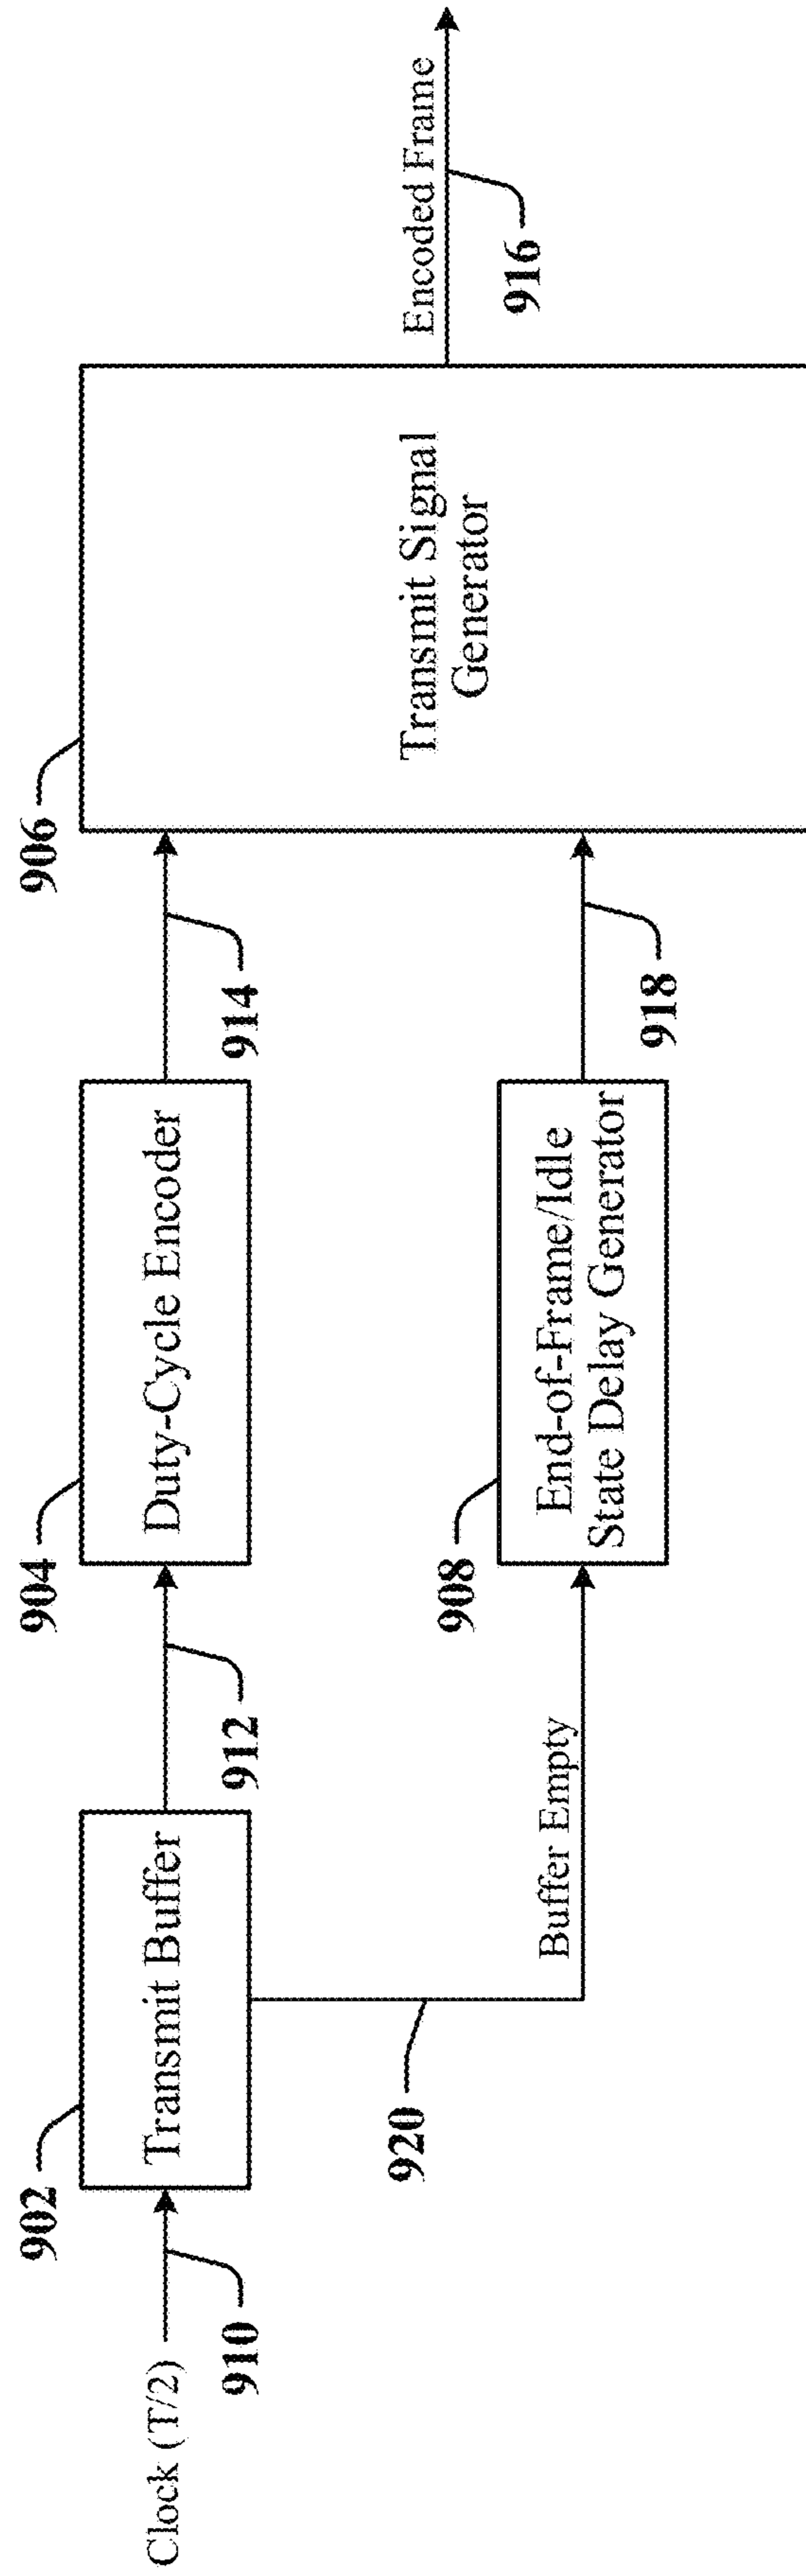 902
904
906
Clock (T/2)
Transmit Buffer
Duty-Cycle Encoder
910
912
914
Transmit Signal
Generator
Encoded Frame
916
920
Buffer Empty
908
End-of-Frame/Idle
State Delay Generator
918